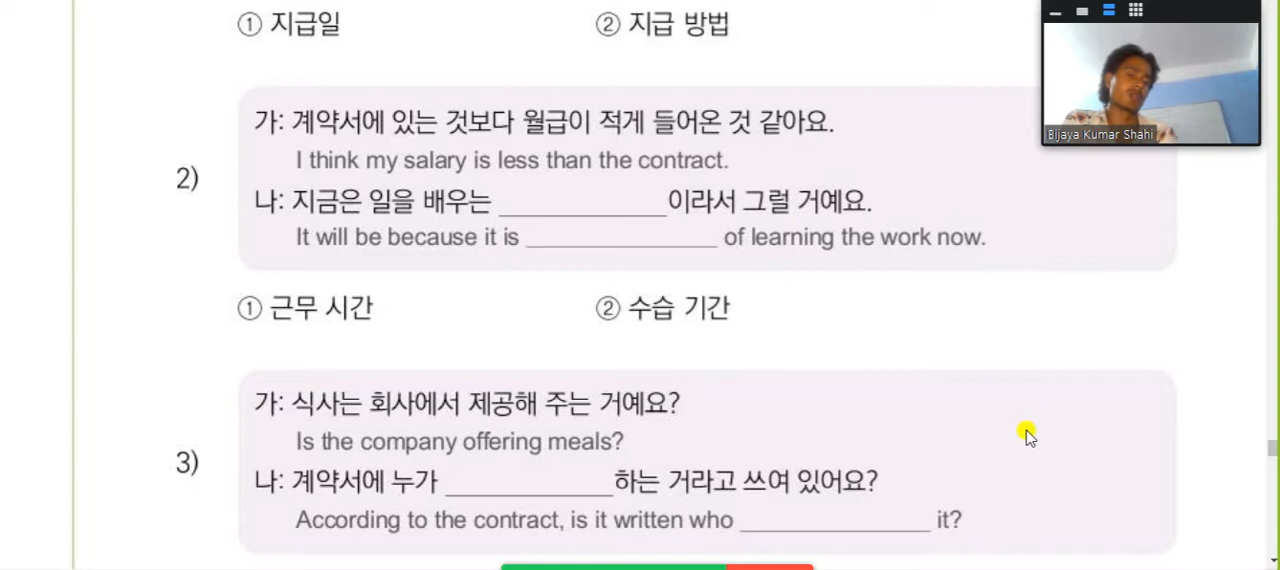 ① 지급일 ② 지급 방법
Bijaya Kumar Shahi
2)
가: 계약서에 있는 것보다 월급이 적게 들어온 것 같아요.
I think my salary is less than the contract.
나: 지금은 일을 배우는 ____________이라서 그럴 거예요.
It will be because it is ______________ of learning the work now.
① 근무 시간 ② 수습 기간
3)
가: 식사는 회사에서 제공해 주는 거예요?
Is the company offering meals?
나: 계약서에 누가 ____________하는 거라고 쓰여 있어요?
According to the contract, is it written who ______________ it?